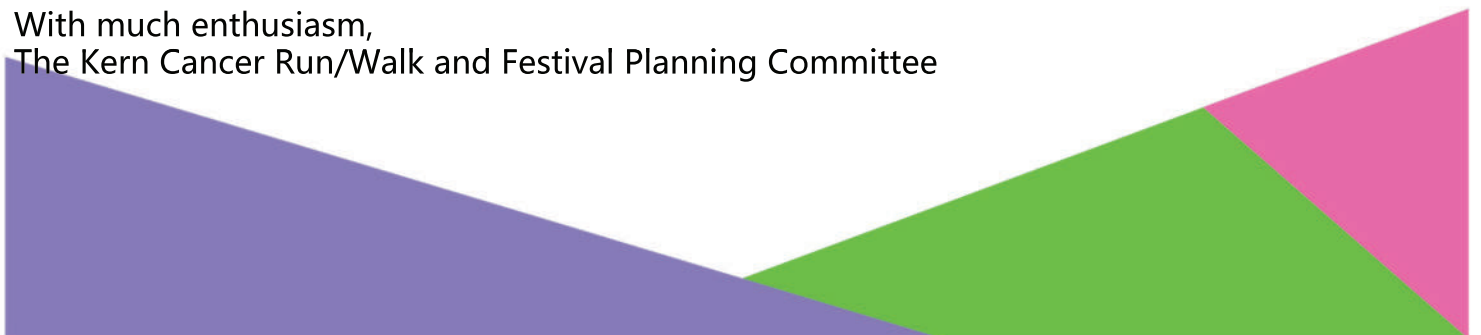 With much enthusiasm,
The Kern Cancer Run/Walk and Festival Planning Committee